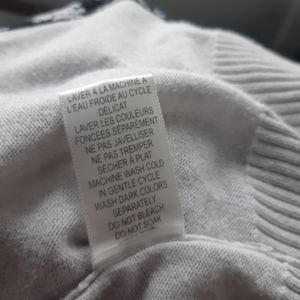 LAVER À LA MACHINE À
L'EAU FROIDE AU CYCLE
DÉLICAT
LAVER LES COULEURS
FONCÉES SÉPARÉMENT
NE PAS JAVELLISER
NE PAS TREMPER
SÉCHER À PLAT
MACHINE WASH COLD
IN GENTLE CYCLE
WASH DARK COLORS
SEPARATELY
DO NOT BLEACH
DO NOT SOAK